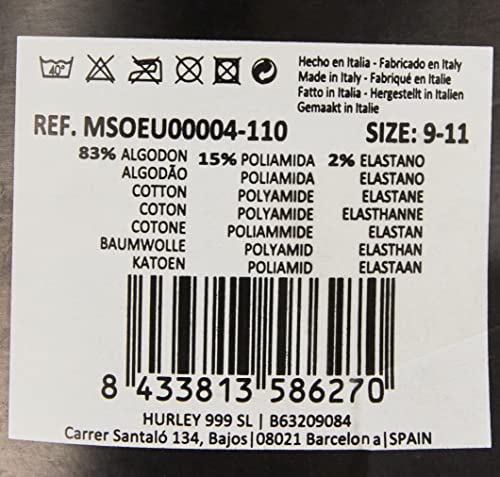 40°
Hecho en Italia - Fabricado en Italy
Made in Italy - Fabriqué en Italie
Fatto in Italia - Hergestellt in Italien
Gemaakt in Italie
REF. MSOEU00004-110 SIZE: 9-11
83% ALGODON 15% POLIAMIDA 2% ELASTANO
ALGODÃO POLIAMIDA ELASTANO
COTTON POLYAMIDE ELASTANE
COTON POLYAMIDE ELASTHANNE
COTONE POLIAMMIDE ELASTAN
BAUMWOLLE POLYAMID ELASTHAN
KATOEN POLIAMID ELASTAAN
8 433813 586270
HURLEY 999 SL | B63209084
Carrer Santaló 134, Bajos|08021 Barcelona|SPAIN